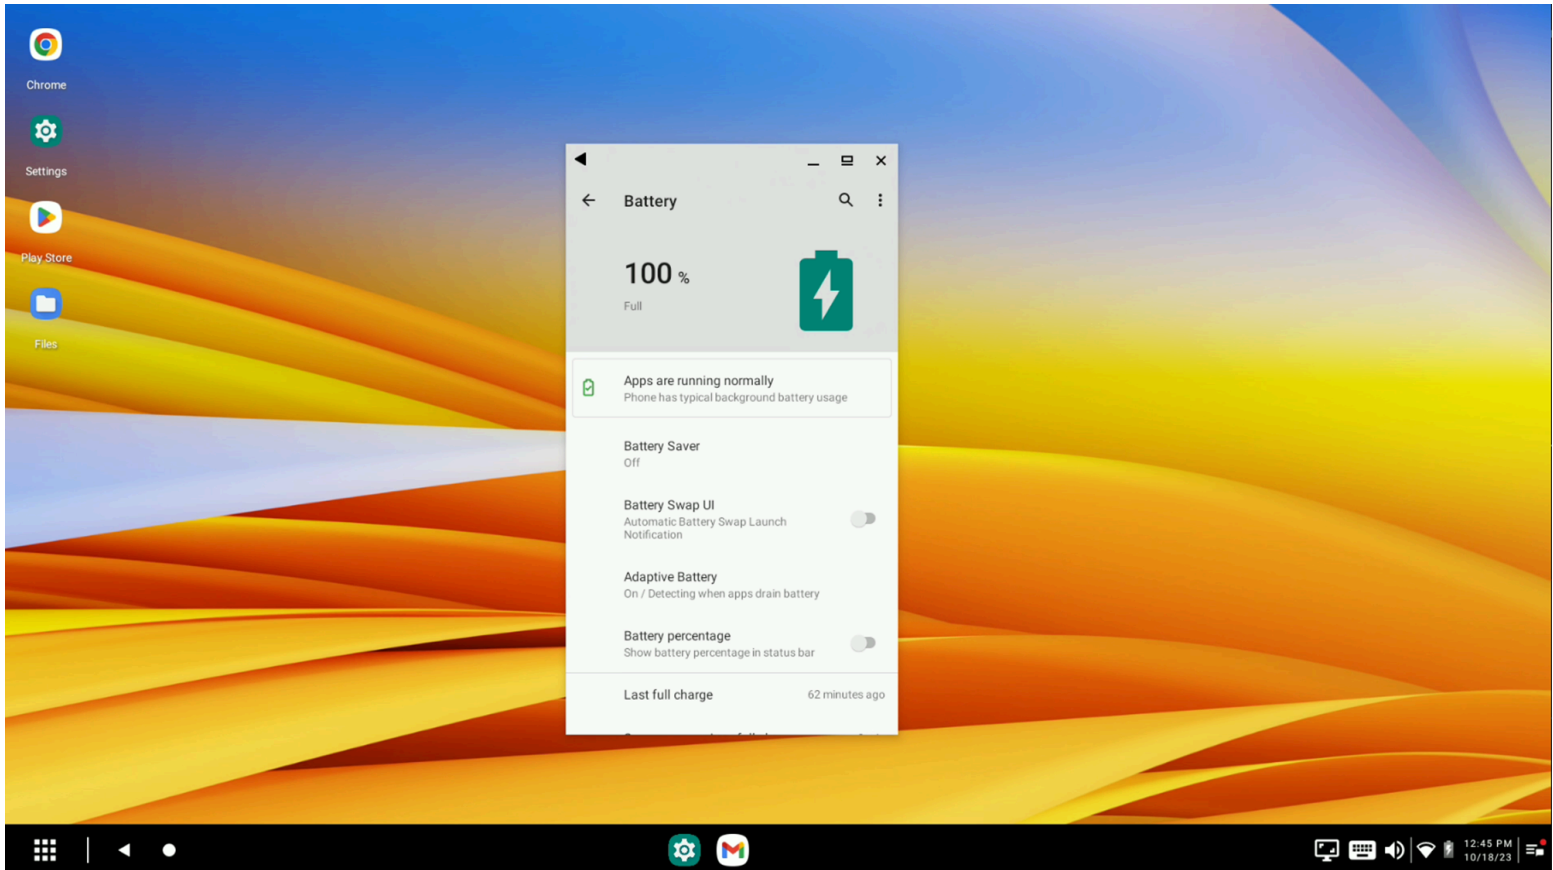 Chrome
Settings
Play Store
Files
Battery
100 %
Full
Apps are running normally
Phone has typical background battery usage
Battery Saver
Off
Battery Swap UI
Automatic Battery Swap Launch
Notification
Adaptive Battery
On / Detecting when apps drain battery
Battery percentage
Show battery percentage in status bar
Last full charge 62 minutes ago
12:45 PM
10/18/23